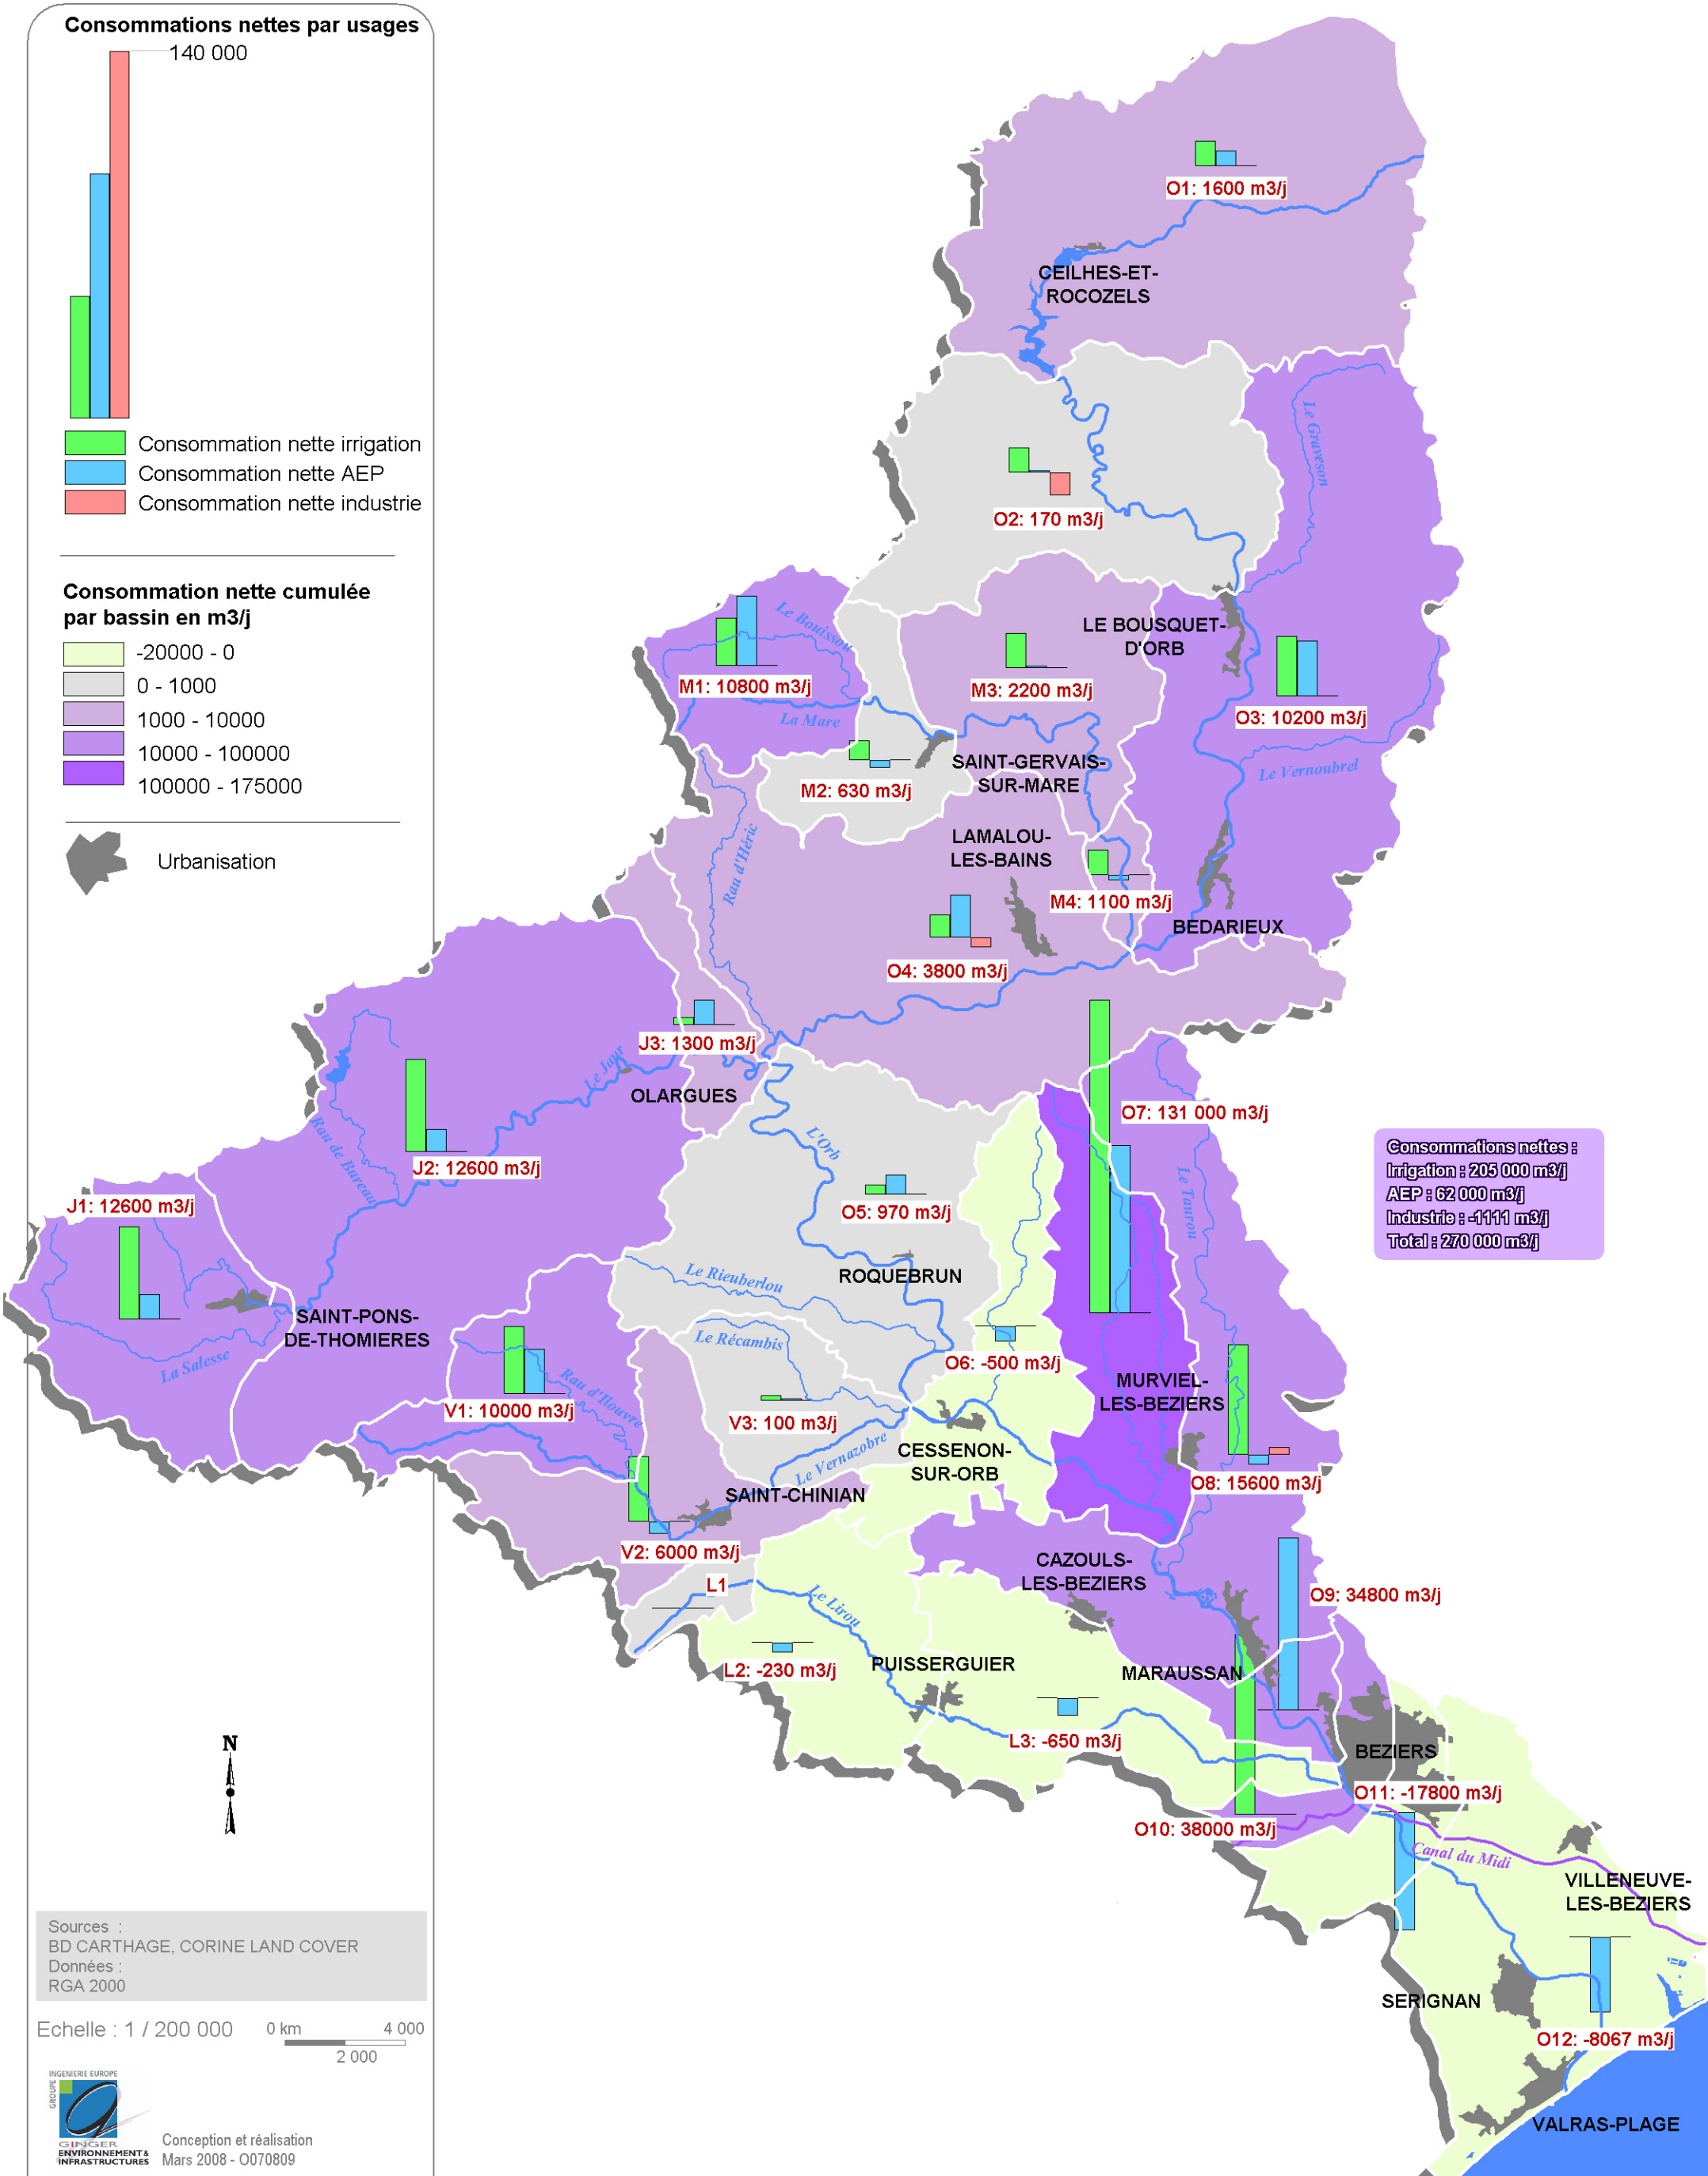 Consommations nettes par usages
140 000
Consommation nette irrigation
Consommation nette AEP
Consommation nette industrie
Consommation nette cumulée
par bassin en m3/j
-20000 - 0
0 - 1000
1000 - 10000
10000 - 100000
100000 - 175000
Urbanisation
O1: 1600 m3/j
CEILHES-ET-
ROCOZELS
Le Graveson
O2: 170 m3/j
Le Bouissou
LE BOUSQUET-
D'ORB
M1: 10800 m3/j
M3: 2200 m3/j
O3: 10200 m3/j
La Mare
SAINT-GERVAIS-
SUR-MARE
Le Vernoubrel
M2: 630 m3/j
LAMALOU-
LES-BAINS
Rau d'Héric
M4: 1100 m3/j
BEDARIEUX
O4: 3800 m3/j
J3: 1300 m3/j
Le Jaur
OLARGUES
O7: 131 000 m3/j
L'Orb
Rau de Bureau
J2: 12600 m3/j
Le Taurou
Consommations nettes :
Irrigation : 205 000 m3/j
AEP : 62 000 m3/j
Industrie : -1111 m3/j
Total : 270 000 m3/j
J1: 12600 m3/j
O5: 970 m3/j
Le Rieuberlou
ROQUEBRUN
SAINT-PONS-
DE-THOMIERES
Le Récambis
La Salesse
O6: -500 m3/j
MURVIEL-
LES-BEZIERS
Rau d'Ilouvre
V1: 10000 m3/j
V3: 100 m3/j
Le Vernazobre
CESSENON-
SUR-ORB
O8: 15600 m3/j
SAINT-CHINIAN
V2: 6000 m3/j
CAZOULS-
LES-BEZIERS
L1
Le Lirou
O9: 34800 m3/j
L2: -230 m3/j
PUISSERGUIER
MARAUSSAN
L3: -650 m3/j
BEZIERS
O11: -17800 m3/j
O10: 38000 m3/j
Canal du Midi
VILLENEUVE-
LES-BEZIERS
SERIGNAN
O12: -8067 m3/j
VALRAS-PLAGE
N
Sources :
BD CARTHAGE, CORINE LAND COVER
Données :
RGA 2000
Echelle : 1 / 200 000
0 km 4 000
2 000
INGENIERIE EUROPE
GROUPE
GINGER
ENVIRONNEMENT &
INFRASTRUCTURES
Conception et réalisation
Mars 2008 - O070809